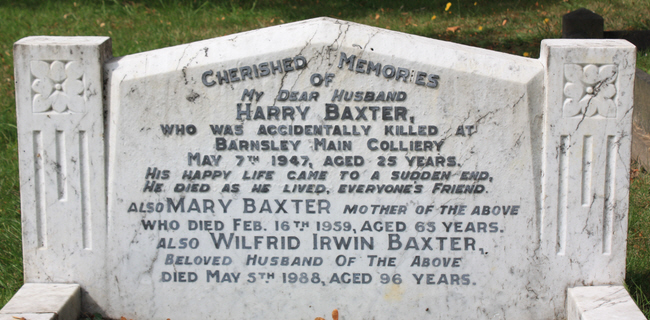 CHERISHED MEMORIES
OF
MY DEAR HUSBAND
HARRY BAXTER,
WHO WAS ACCIDENTALLY KILLED AT
BARNSLEY MAIN COLLIERY
MAY 7TH 1947, AGED 25 YEARS.
HIS HAPPY LIFE CAME TO A SUDDEN END,
HE DIED AS HE LIVED, EVERYONE'S FRIEND.
ALSO MARY BAXTER MOTHER OF THE ABOVE
WHO DIED FEB. 16TH 1959, AGED 65 YEARS.
ALSO WILFRID IRWIN BAXTER,
BELOVED HUSBAND OF THE ABOVE
DIED MAY 5TH 1988, AGED 96 YEARS.